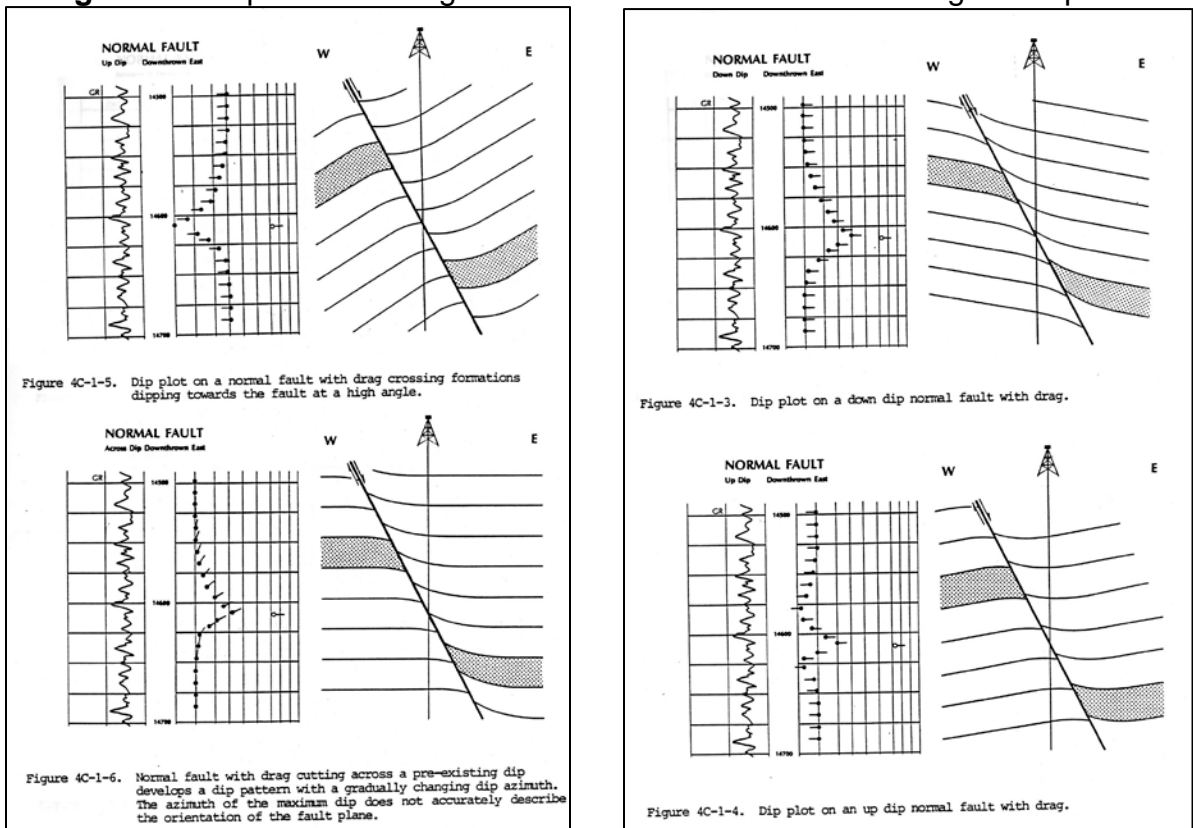 NORMAL FAULT
Up Dip Downthrown East
W
E
GR
14500
14600
14700
Figure 4C-1-5. Dip plot on a normal fault with drag crossing formations
dipping towards the fault at a high angle.
NORMAL FAULT
Across Dip Downthrown East
W
E
GR
14500
14600
14700
Figure 4C-1-6. Normal fault with drag cutting across a pre-existing dip
develops a dip pattern with a gradually changing dip azimuth.
The azimuth of the maximum dip does not accurately describe
the orientation of the fault plane.
NORMAL FAULT
Down Dip Downthrown East
W
E
GR
14500
14600
14700
Figure 4C-1-3. Dip plot on a down dip normal fault with drag.
NORMAL FAULT
Up Dip Downthrown East
W
E
GR
14500
14600
14700
Figure 4C-1-4. Dip plot on an up dip normal fault with drag.